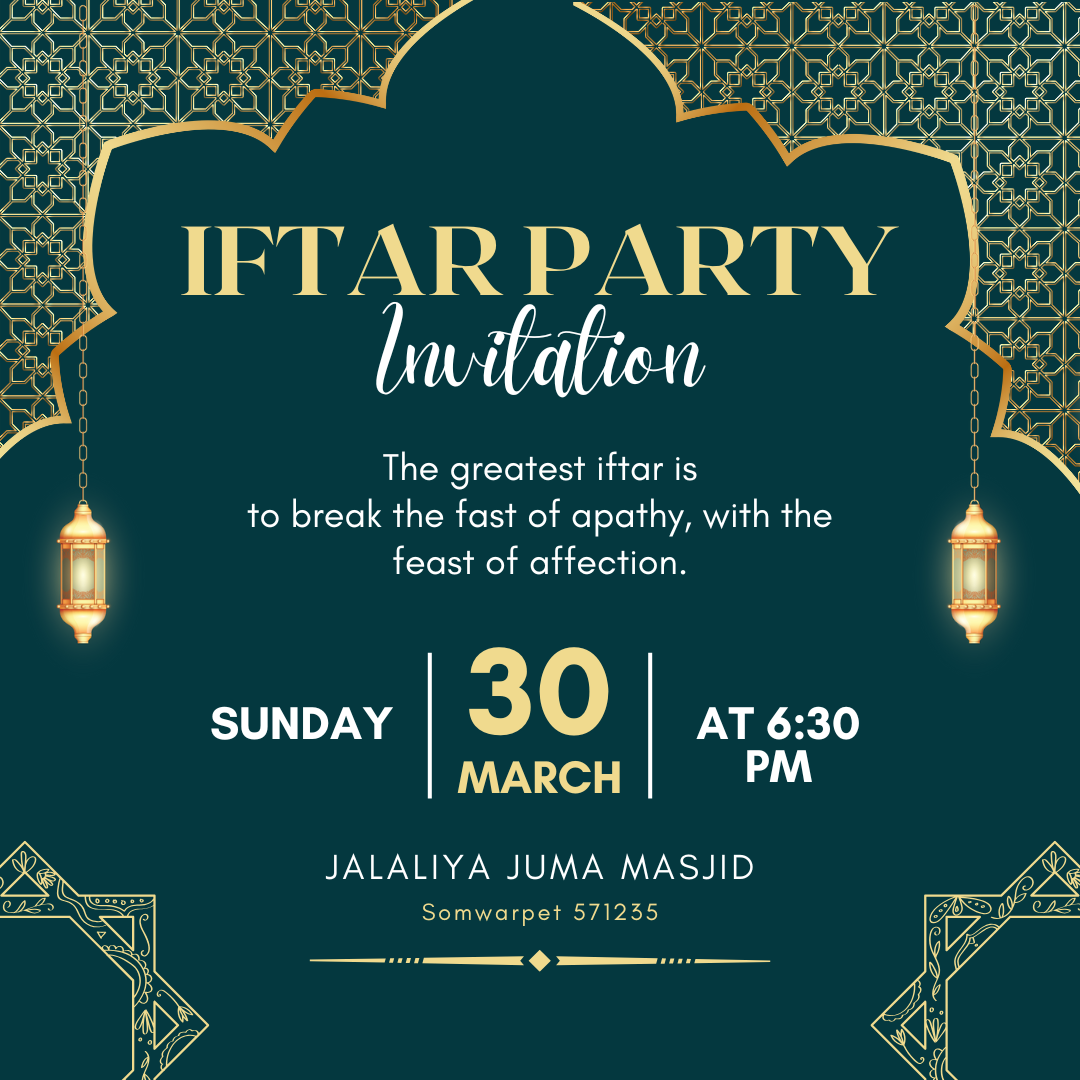 IFTAR PARTY
Invitation
The greatest iftar is
to break the fast of apathy, with the
feast of affection.
SUNDAY
30
MARCH
AT 6:30
PM
JALALIYA JUMA MASJID
Somwarpet 571235